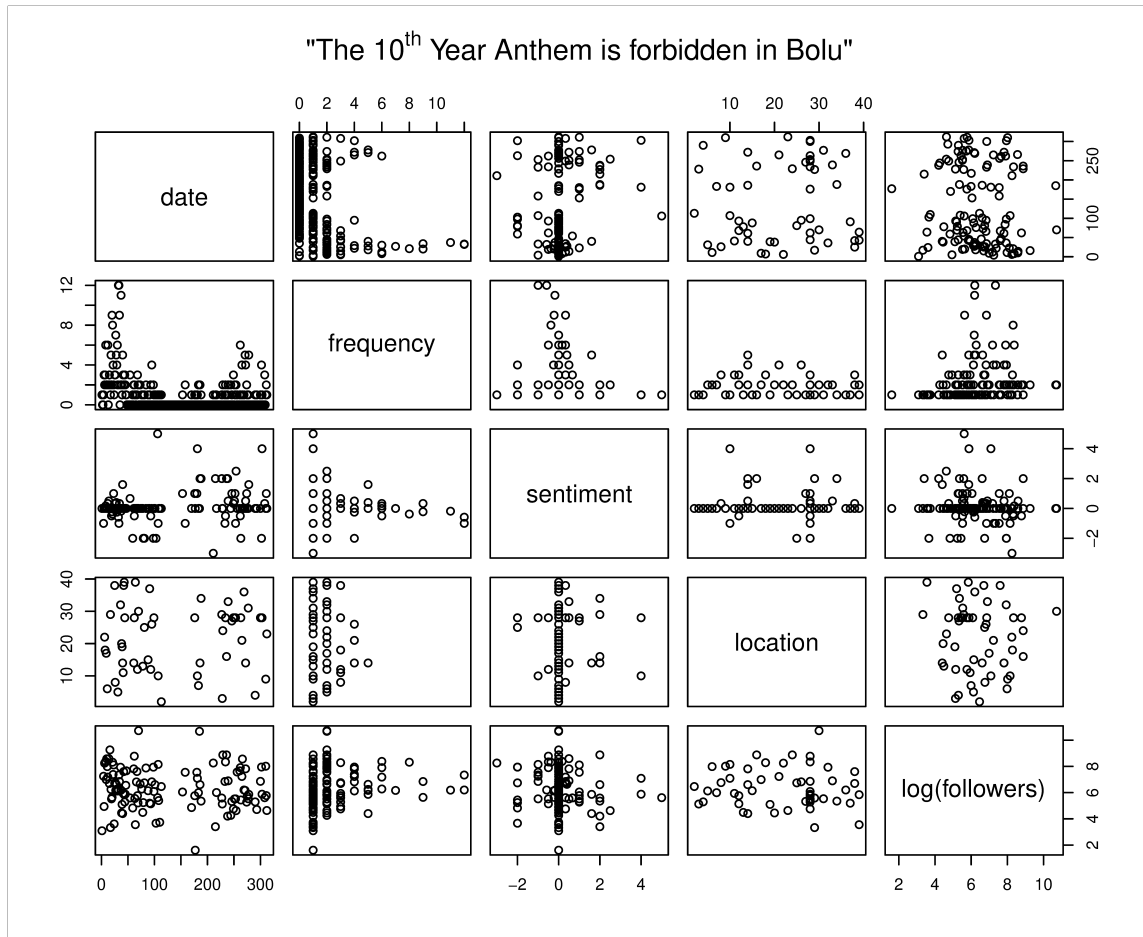 "The 10th Year Anthem is forbidden in Bolu"
0 2 4 6 8 10
10 20 30 40
date
0 100 250
0 4 8 12
frequency
sentiment
−2 0 2 4
10 20 30 40
location
log(followers)
2 4 6 8
0 100 200 300
−2 0 2 4
2 4 6 8 10